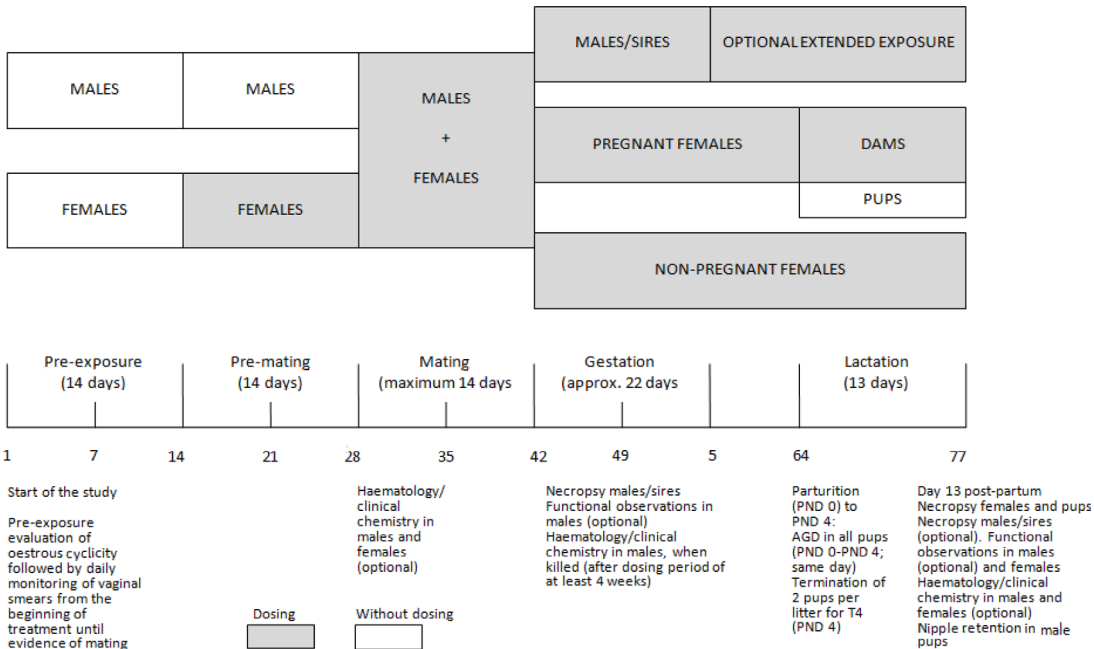 MALES/SIRES
OPTIONAL EXTENDED EXPOSURE
MALES
MALES
MALES
+
FEMALES
PREGNANT FEMALES
DAMS
PUPS
FEMALES
FEMALES
NON-PREGNANT FEMALES
Pre-exposure
(14 days)
Pre-mating
(14 days)
Mating
(maximum 14 days
Gestation
(approx. 22 days
Lactation
(13 days)
1
7
14
21
28
35
42
49
5
64
77
Start of the study
Pre-exposure
evaluation of
oestrous cyclicity
followed by daily
monitoring of vaginal
smears from the
beginning of
treatment until
evidence of mating
Haematology/
clinical
chemistry in
males and
females
(optional)
Necropsy males/sires
Functional observations in
males (optional)
Haematology/clinical
chemistry in males, when
killed (after dosing period of
at least 4 weeks)
Parturition
(PND 0) to
PND 4:
AGD in all pups
(PND 0-PND 4;
same day)
Termination of
2 pups per
litter for T4
(PND 4)
Day 13 post-partum
Necropsy females and pups
Necropsy males/sires
(optional). Functional
observations in males
(optional) and females
Haematology/clinical
chemistry in males and
females (optional)
Nipple retention in male
pups
Dosing
Without dosing